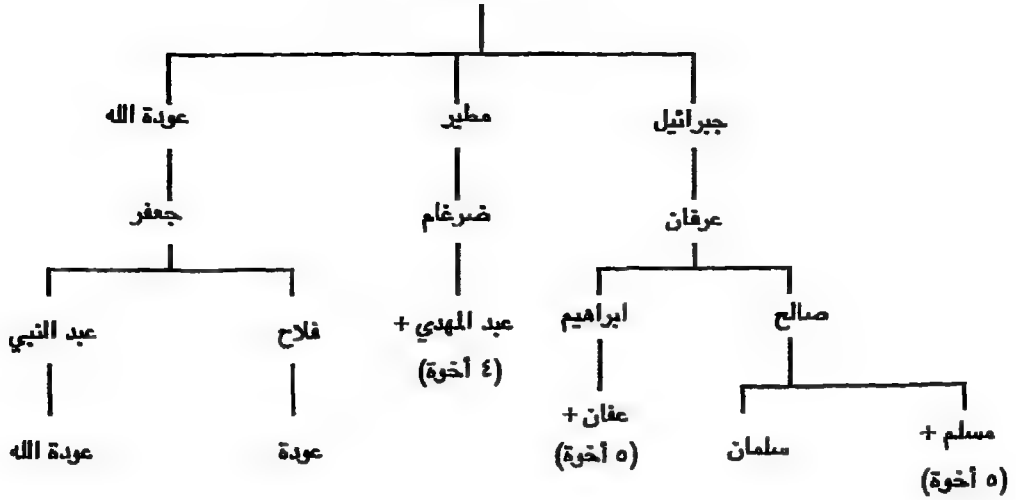 جبرائيل
مطير
عودة الله
عرقان
ضرغام
جعفر
صالح
ابراهيم
عبد المهدي +
(٤ أخوة)
فلاح
عبد النبي
مسلم +
(٥ أخوة)
سلمان
عفان +
(٥ أخوة)
عودة
عودة الله